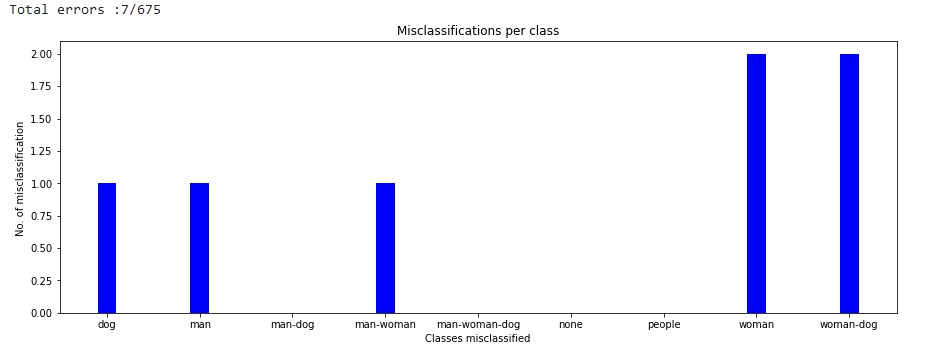 Total errors :7/675
Misclassifications per class
No. of misclassification
2.00
1.75
1.50
1.25
1.00
0.75
0.50
0.25
0.00
dog man man-dog man-woman man-woman-dog none people woman woman-dog
Classes misclassified